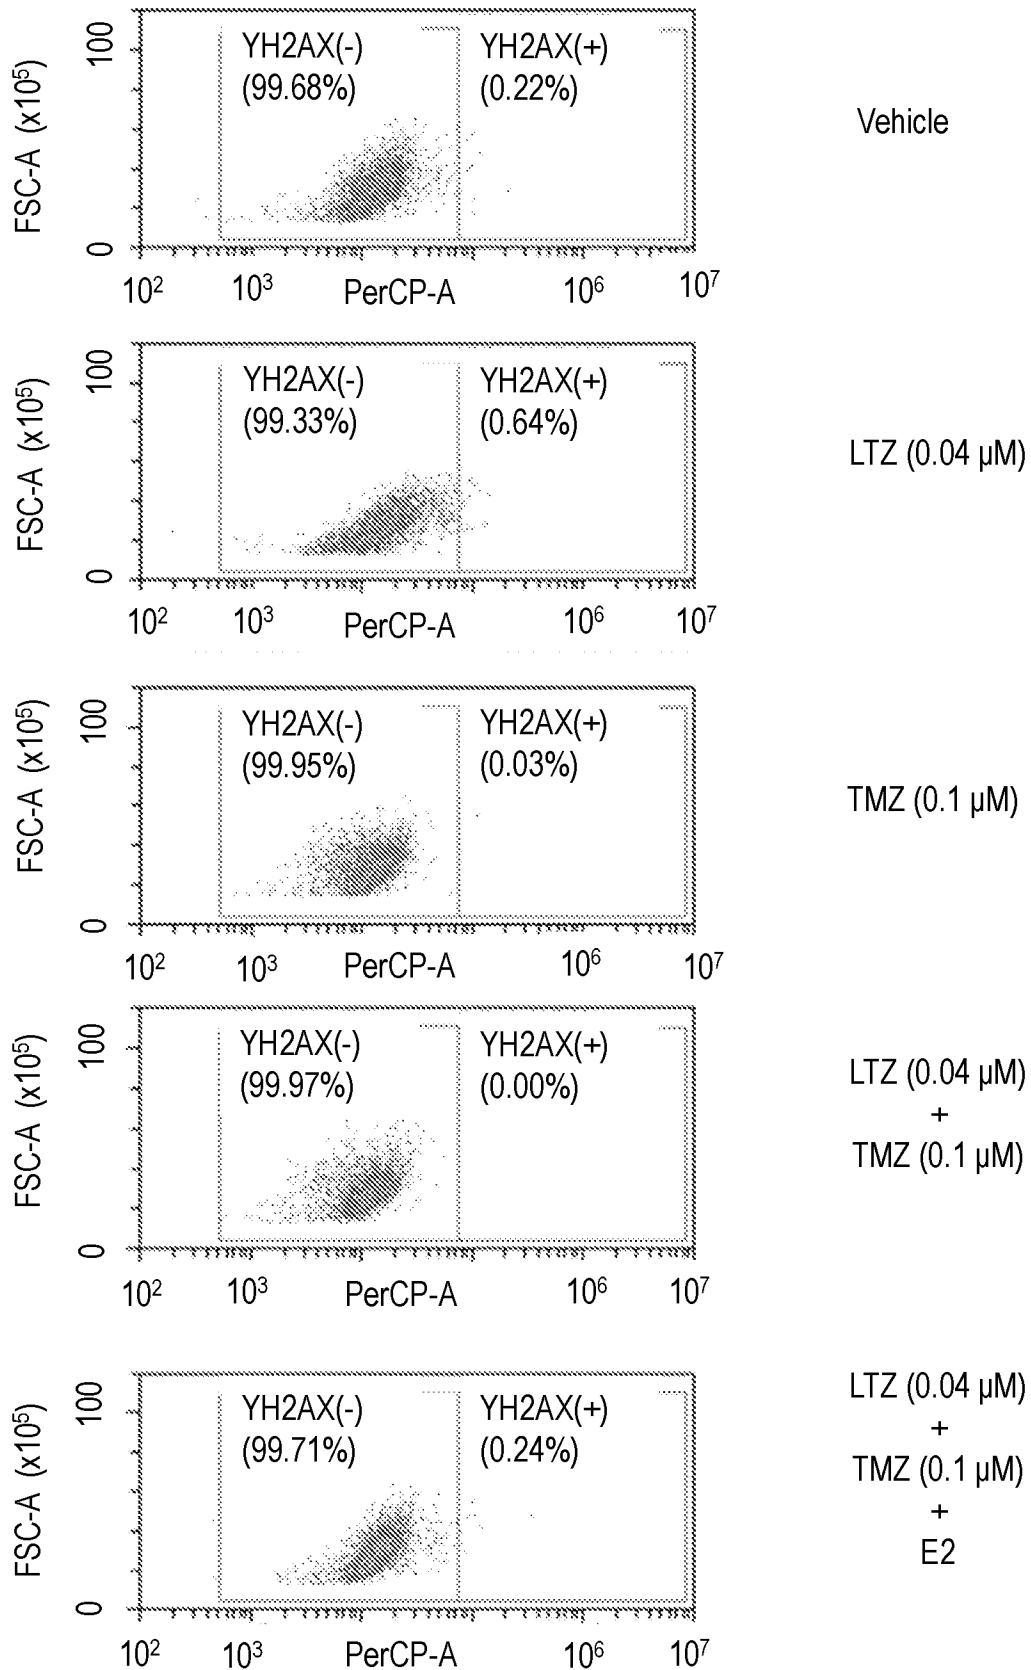 100
FSC-A (x10⁵)
0
YH2AX(-)
(99.68%)
YH2AX(+)
(0.22%)
Vehicle
10² 10³ PerCP-A 10⁶ 10⁷
100
FSC-A (x10⁵)
0
YH2AX(-)
(99.33%)
YH2AX(+)
(0.64%)
LTZ (0.04 µM)
10² 10³ PerCP-A 10⁶ 10⁷
100
FSC-A (x10⁵)
0
YH2AX(-)
(99.95%)
YH2AX(+)
(0.03%)
TMZ (0.1 µM)
10² 10³ PerCP-A 10⁶ 10⁷
100
FSC-A (x10⁵)
0
YH2AX(-)
(99.97%)
YH2AX(+)
(0.00%)
LTZ (0.04 µM)
+
TMZ (0.1 µM)
10² 10³ PerCP-A 10⁶ 10⁷
100
FSC-A (x10⁵)
0
YH2AX(-)
(99.71%)
YH2AX(+)
(0.24%)
LTZ (0.04 µM)
+
TMZ (0.1 µM)
+
E2
10² 10³ PerCP-A 10⁶ 10⁷